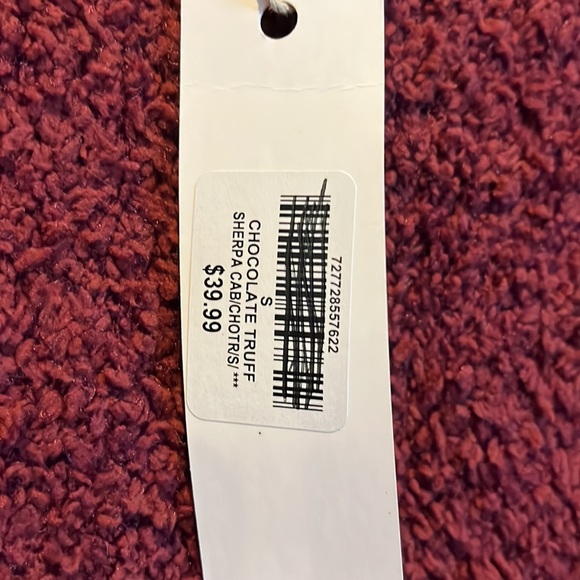 727728557622
S
CHOCOLATE TRUFF
SHERPA CAB/CHOTR/S/ ***
$39.99